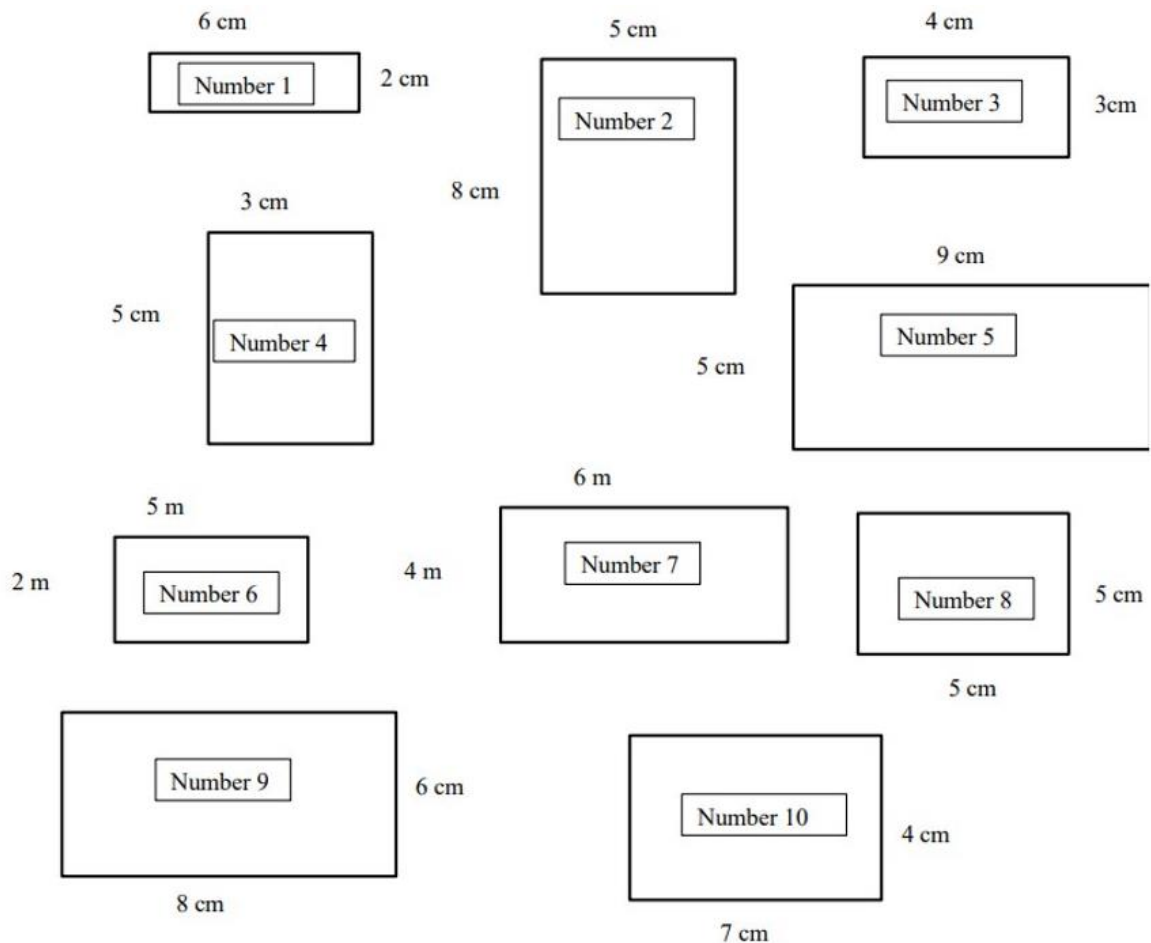 6 cm
Number 1
2 cm
5 cm
Number 2
8 cm
4 cm
Number 3
3cm
3 cm
5 cm
Number 4
9 cm
Number 5
5 cm
5 m
2 m
Number 6
6 m
4 m
Number 7
Number 8
5 cm
5 cm
Number 9
6 cm
8 cm
Number 10
4 cm
7 cm